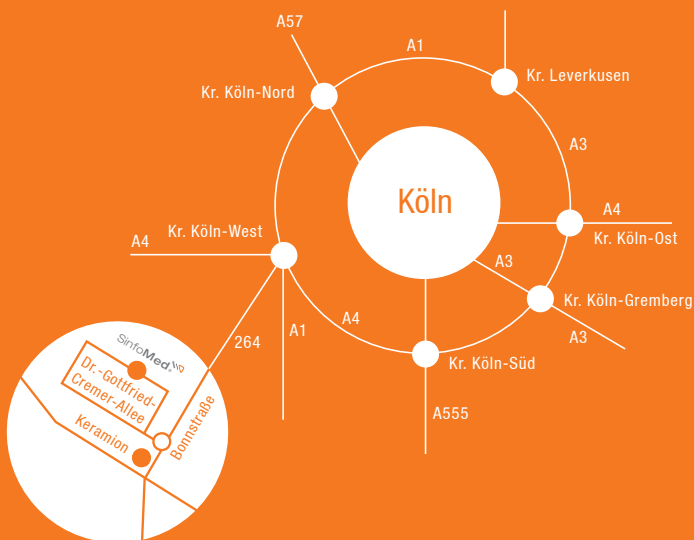 A57
A1
Kr. Leverkusen
Kr. Köln-Nord
A3
Köln
A4
Kr. Köln-West
A4
Kr. Köln-Ost
A3
Kr. Köln-Gremberg
A4
A1
264
A3
Kr. Köln-Süd
A555
SinfoMed.
Dr.-Gottfried-
Cremer-Allee
Keramion
Bonnstraße